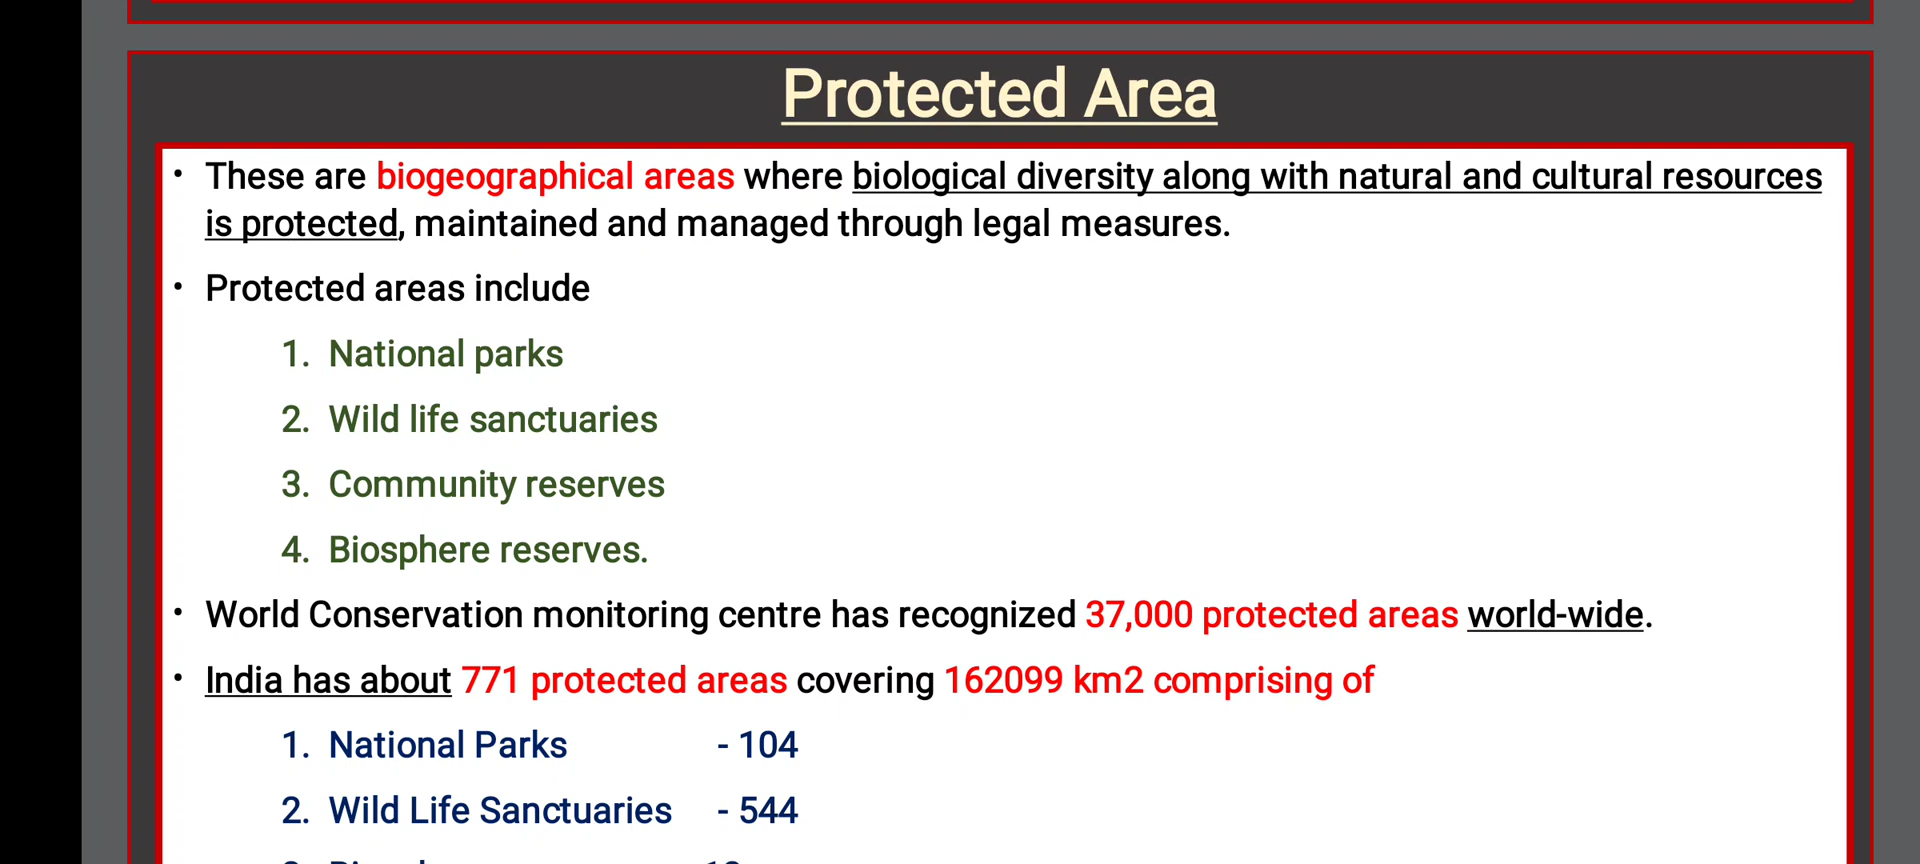 Protected Area
• These are biogeographical areas where biological diversity along with natural and cultural resources
is protected, maintained and managed through legal measures.
• Protected areas include
1. National parks
2. Wild life sanctuaries
3. Community reserves
4. Biosphere reserves.
• World Conservation monitoring centre has recognized 37,000 protected areas world-wide.
• India has about 771 protected areas covering 162099 km2 comprising of
1. National Parks - 104
2. Wild Life Sanctuaries - 544